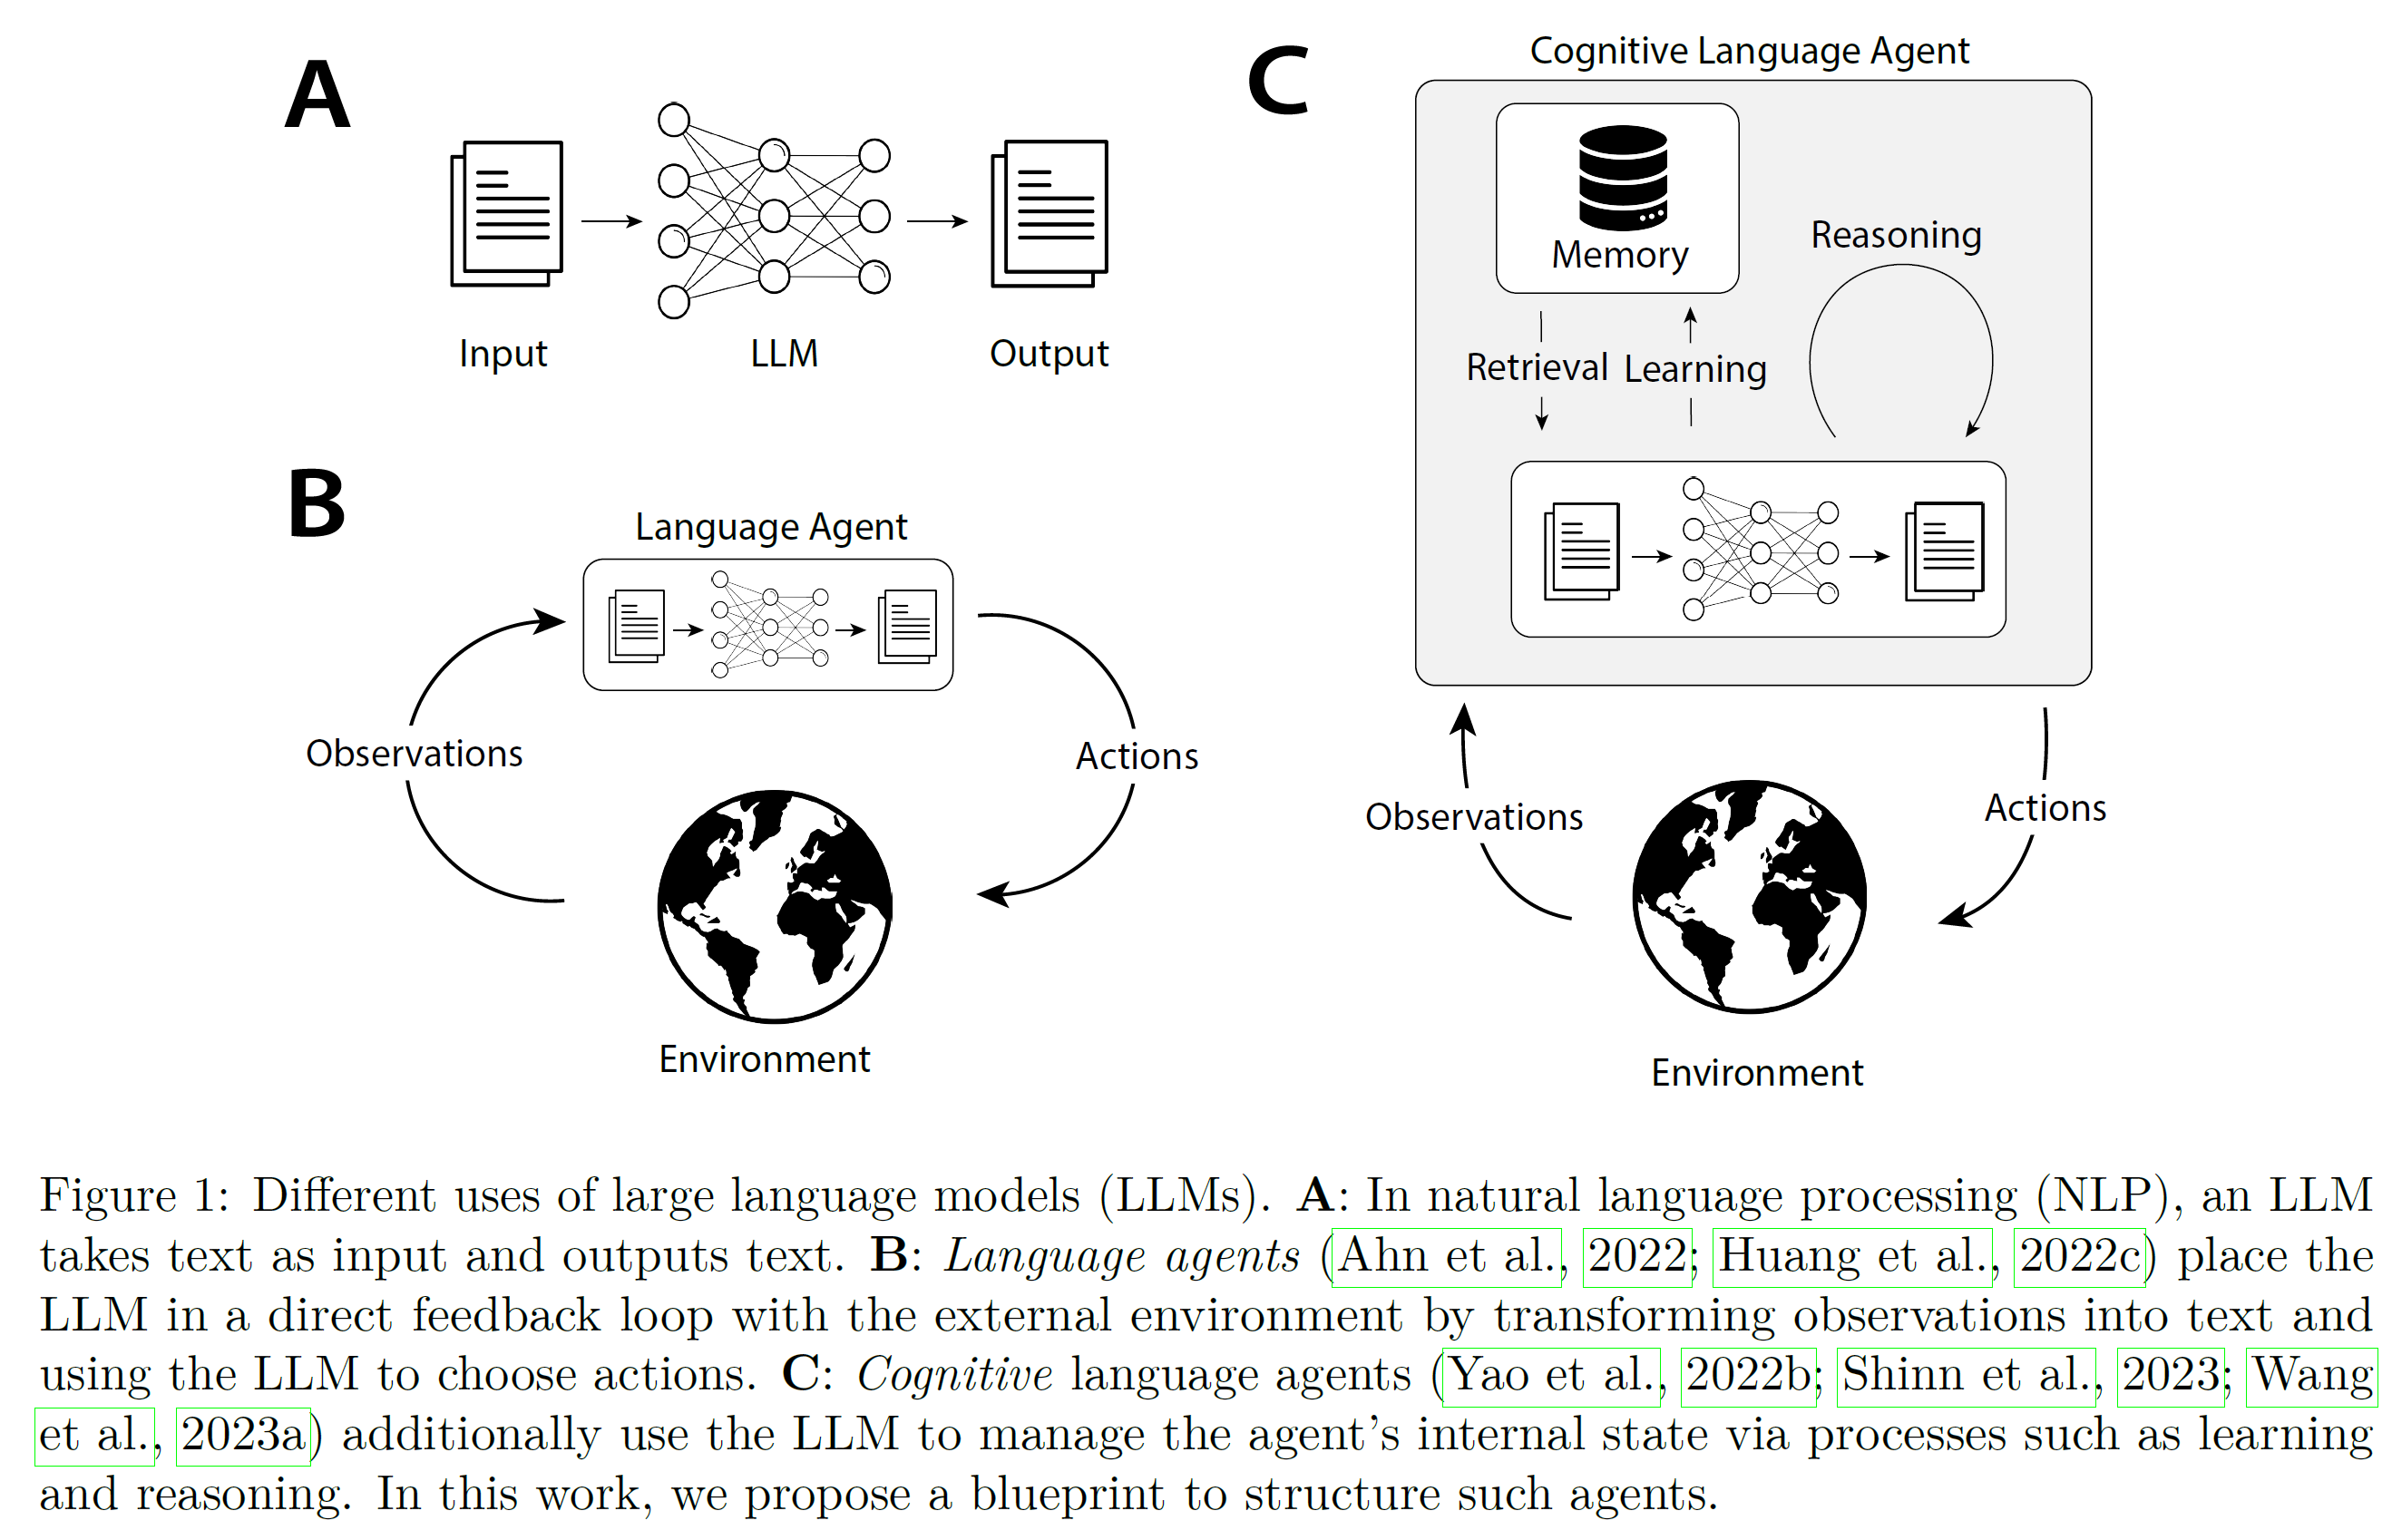 A
Input
LLM
Output
B
Language Agent
Observations
Actions
Environment
C
Cognitive Language Agent
Memory
Reasoning
Retrieval
Learning
Observations
Actions
Environment
Figure 1: Different uses of large language models (LLMs). A: In natural language processing (NLP), an LLM
takes text as input and outputs text. B: Language agents (Ahn et al., 2022; Huang et al., 2022c) place the
LLM in a direct feedback loop with the external environment by transforming observations into text and
using the LLM to choose actions. C: Cognitive language agents (Yao et al., 2022b; Shinn et al., 2023; Wang
et al., 2023a) additionally use the LLM to manage the agent's internal state via processes such as learning
and reasoning. In this work, we propose a blueprint to structure such agents.